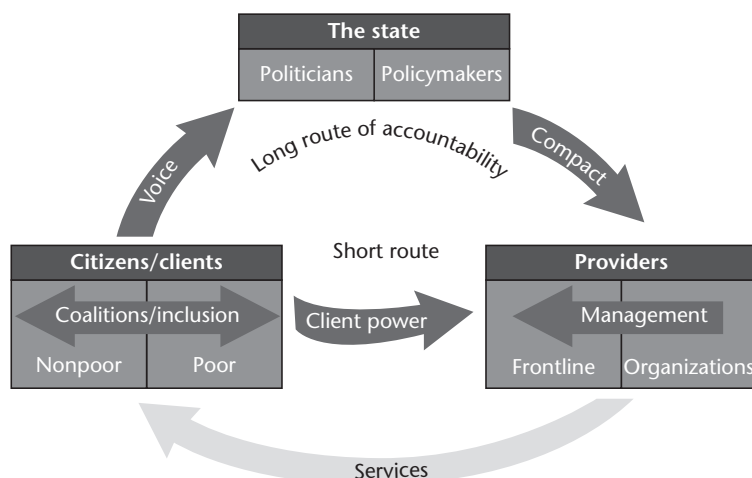 The state
Politicians
Policymakers
Long route of accountability
Voice
Compact
Citizens/clients
Short route
Providers
Coalitions/inclusion
Client power
Management
Nonpoor
Poor
Frontline
Organizations
Services